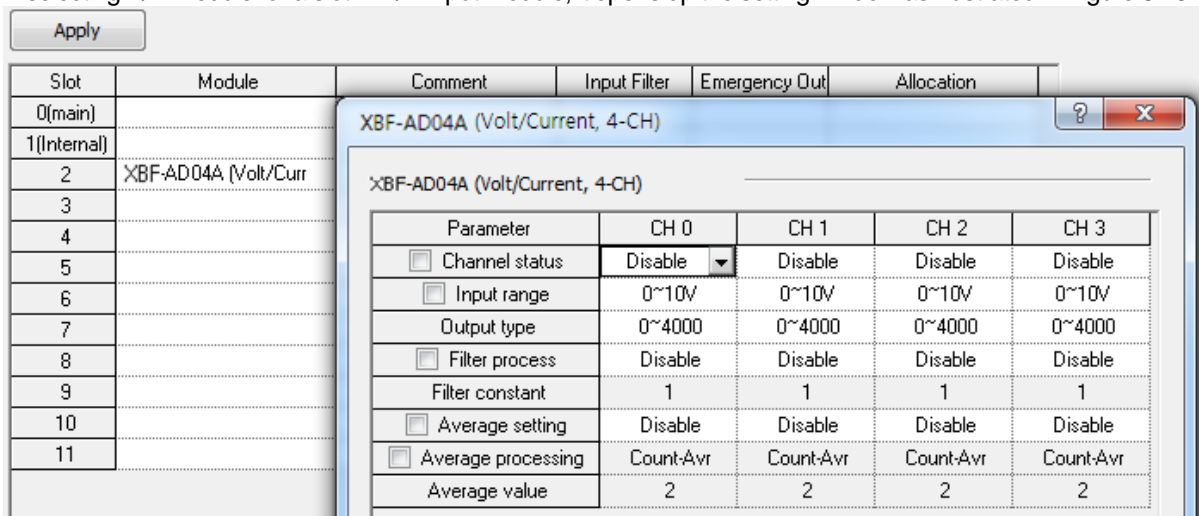 Apply
Slot Module Comment Input Filter Emergency Out Allocation
0(main)
1(Internal)
2 XBF-AD04A (Volt/Curr
3
4
5
6
7
8
9
10
11
XBF-AD04A (Volt/Current, 4-CH)
XBF-AD04A (Volt/Current, 4-CH)
Parameter CH 0 CH 1 CH 2 CH 3
Channel status Disable Disable Disable Disable
Input range 0~10V 0~10V 0~10V 0~10V
Output type 0~4000 0~4000 0~4000 0~4000
Filter process Disable Disable Disable Disable
Filter constant 1 1 1 1
Average setting Disable Disable Disable Disable
Average processing Count-Avr Count-Avr Count-Avr Count-Avr
Average value 2 2 2 2